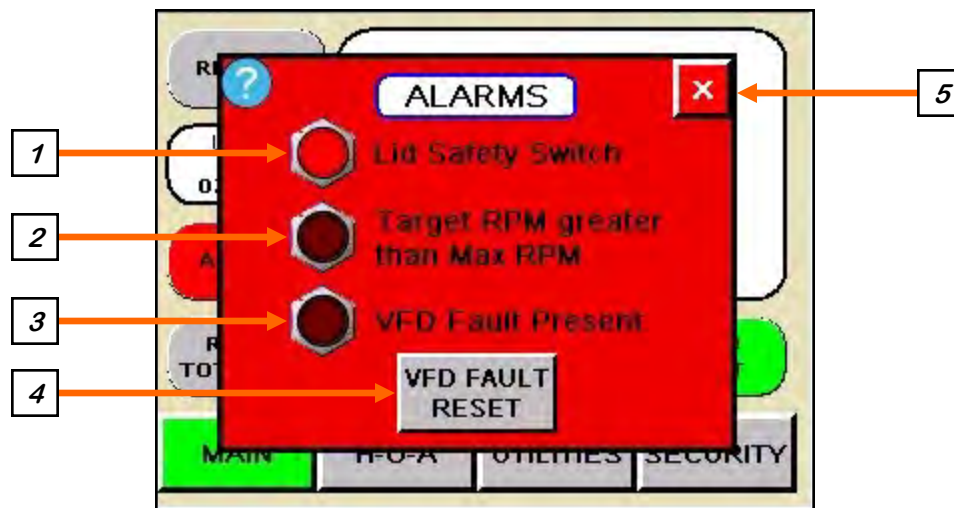 ?
ALARMS
X
5
1
Lid Safety Switch
2
Target RPM greater
than Max RPM
3
VFD Fault Present
4
VFD FAULT
RESET
TOT
MAIN
H-O-A
UTILITIES
SECURITY